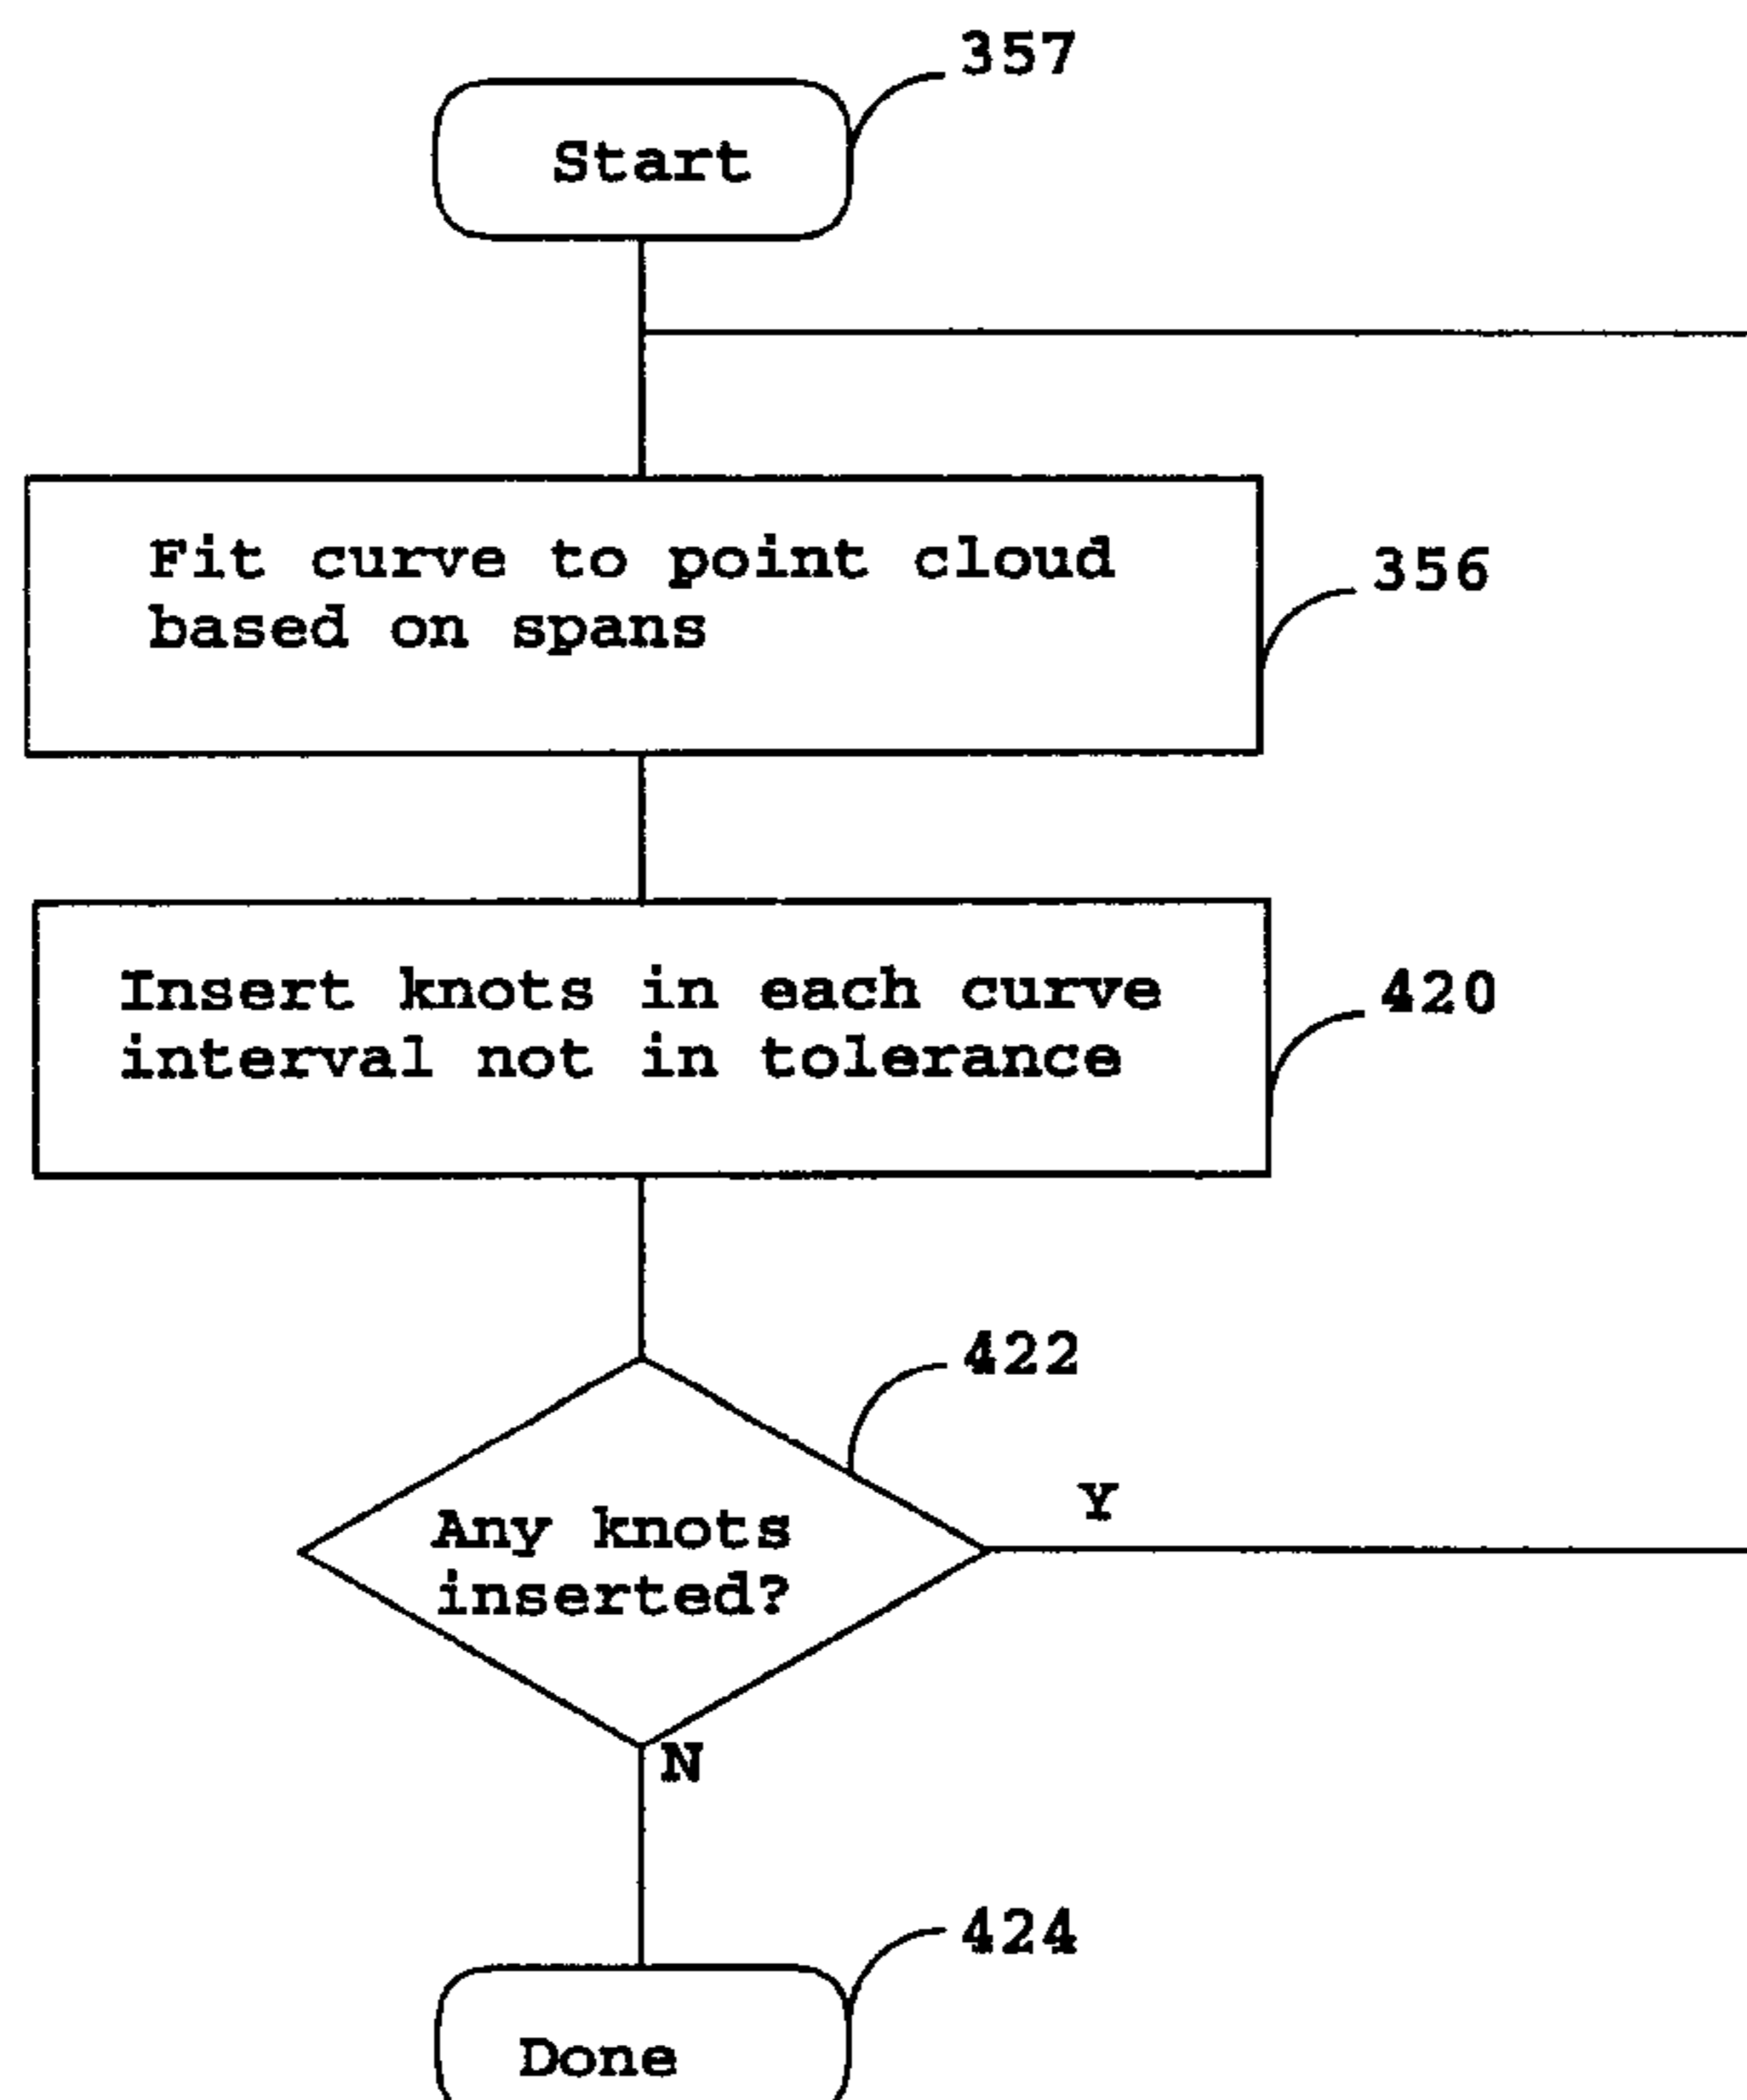 357
Start
Fit curve to point cloud
based on spans
356
Insert knots in each curve
interval not in tolerance
420
422
Any knots
inserted?
Y
N
424
Done